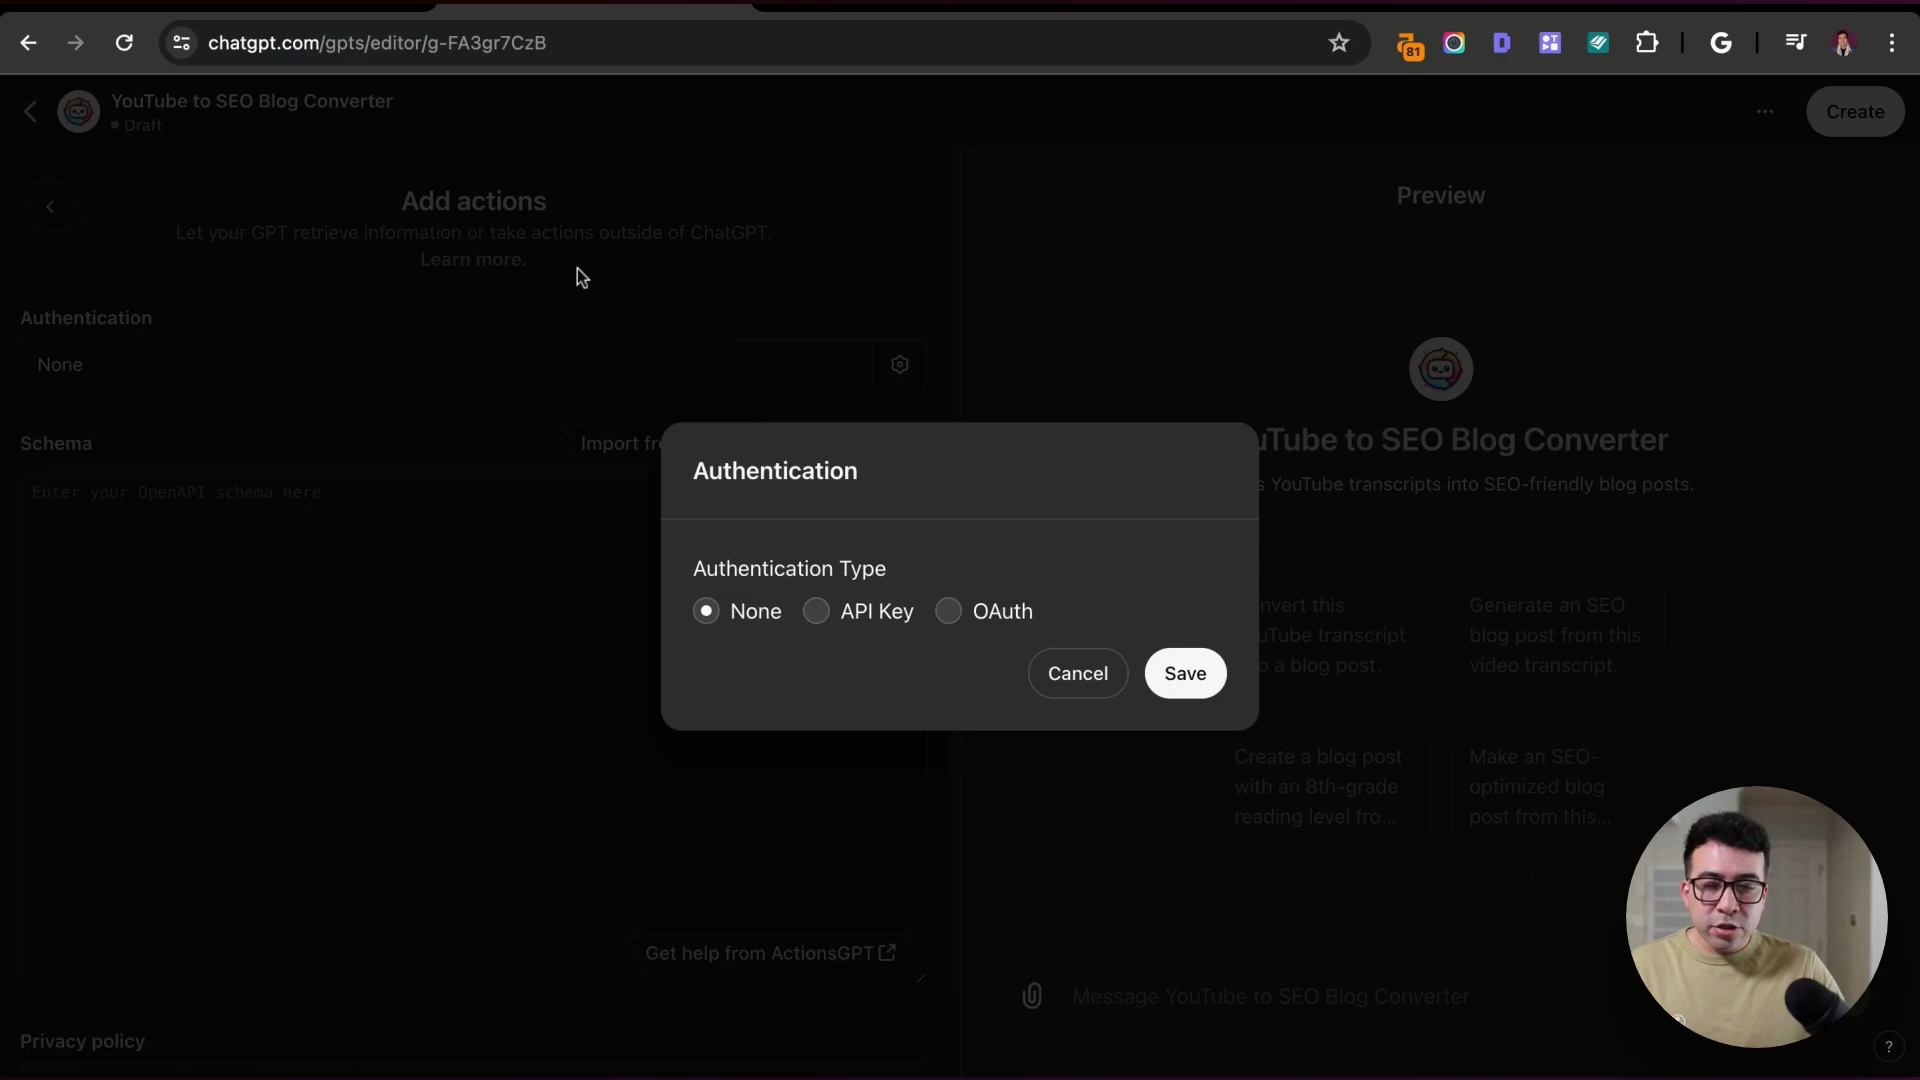 chatgpt.com/gpts/editor/g-FA3gr7CzB
81
YouTube to SEO Blog Converter
Draft
Create
Add actions
Let your GPT retrieve information or take actions outside of ChatGPT.
Learn more.
Preview
Authentication
None
Schema
Import fr
Enter your OpenAPI schema here
uTube to SEO Blog Converter
s YouTube transcripts into SEO-friendly blog posts.
Authentication
Authentication Type
None
API Key
OAuth
Cancel
Save
nvert this
uTube transcript
o a blog post.
Generate an SEO
blog post from this
video transcript.
Create a blog post
with an 8th-grade
reading level fro...
Make an SEO-
optimized blog
post from this...
Get help from ActionsGPT
Message YouTube to SEO Blog Converter
Privacy policy
?